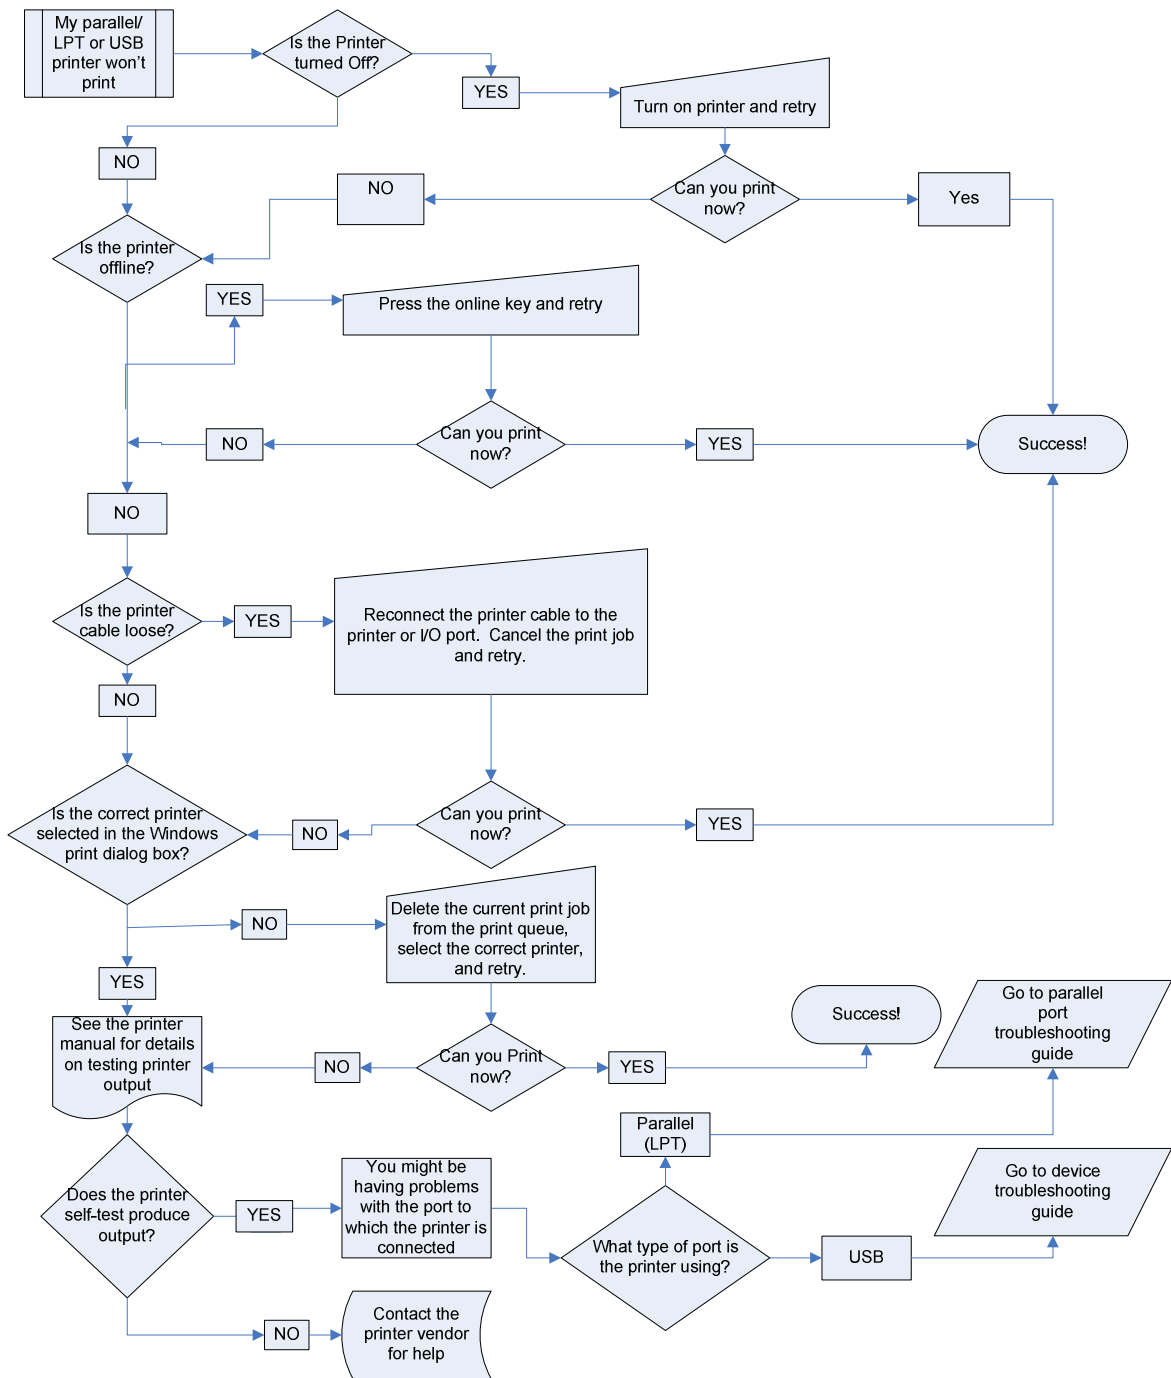 My parallel/
LPT or USB
printer won't
print
Is the Printer
turned Off?
YES
Turn on printer and retry
NO
Can you print
now?
NO
Yes
Is the printer
offline?
YES
Press the online key and retry
Can you print
now?
NO
YES
Success!
NO
Is the printer
cable loose?
YES
Reconnect the printer cable to the
printer or I/O port.  Cancel the print job
and retry.
NO
Is the correct printer
selected in the Windows
print dialog box?
NO
Can you print
now?
YES
NO
Delete the current print job
from the print queue,
select the correct printer,
and retry.
YES
See the printer
manual for details
on testing printer
output
NO
Can you Print
now?
YES
Success!
Go to parallel
port
troubleshooting
guide
Parallel
(LPT)
Does the printer
self-test produce
output?
YES
You might be
having problems
with the port to
which the printer is
connected
What type of port is
the printer using?
USB
Go to device
troubleshooting
guide
NO
Contact the
printer vendor
for help